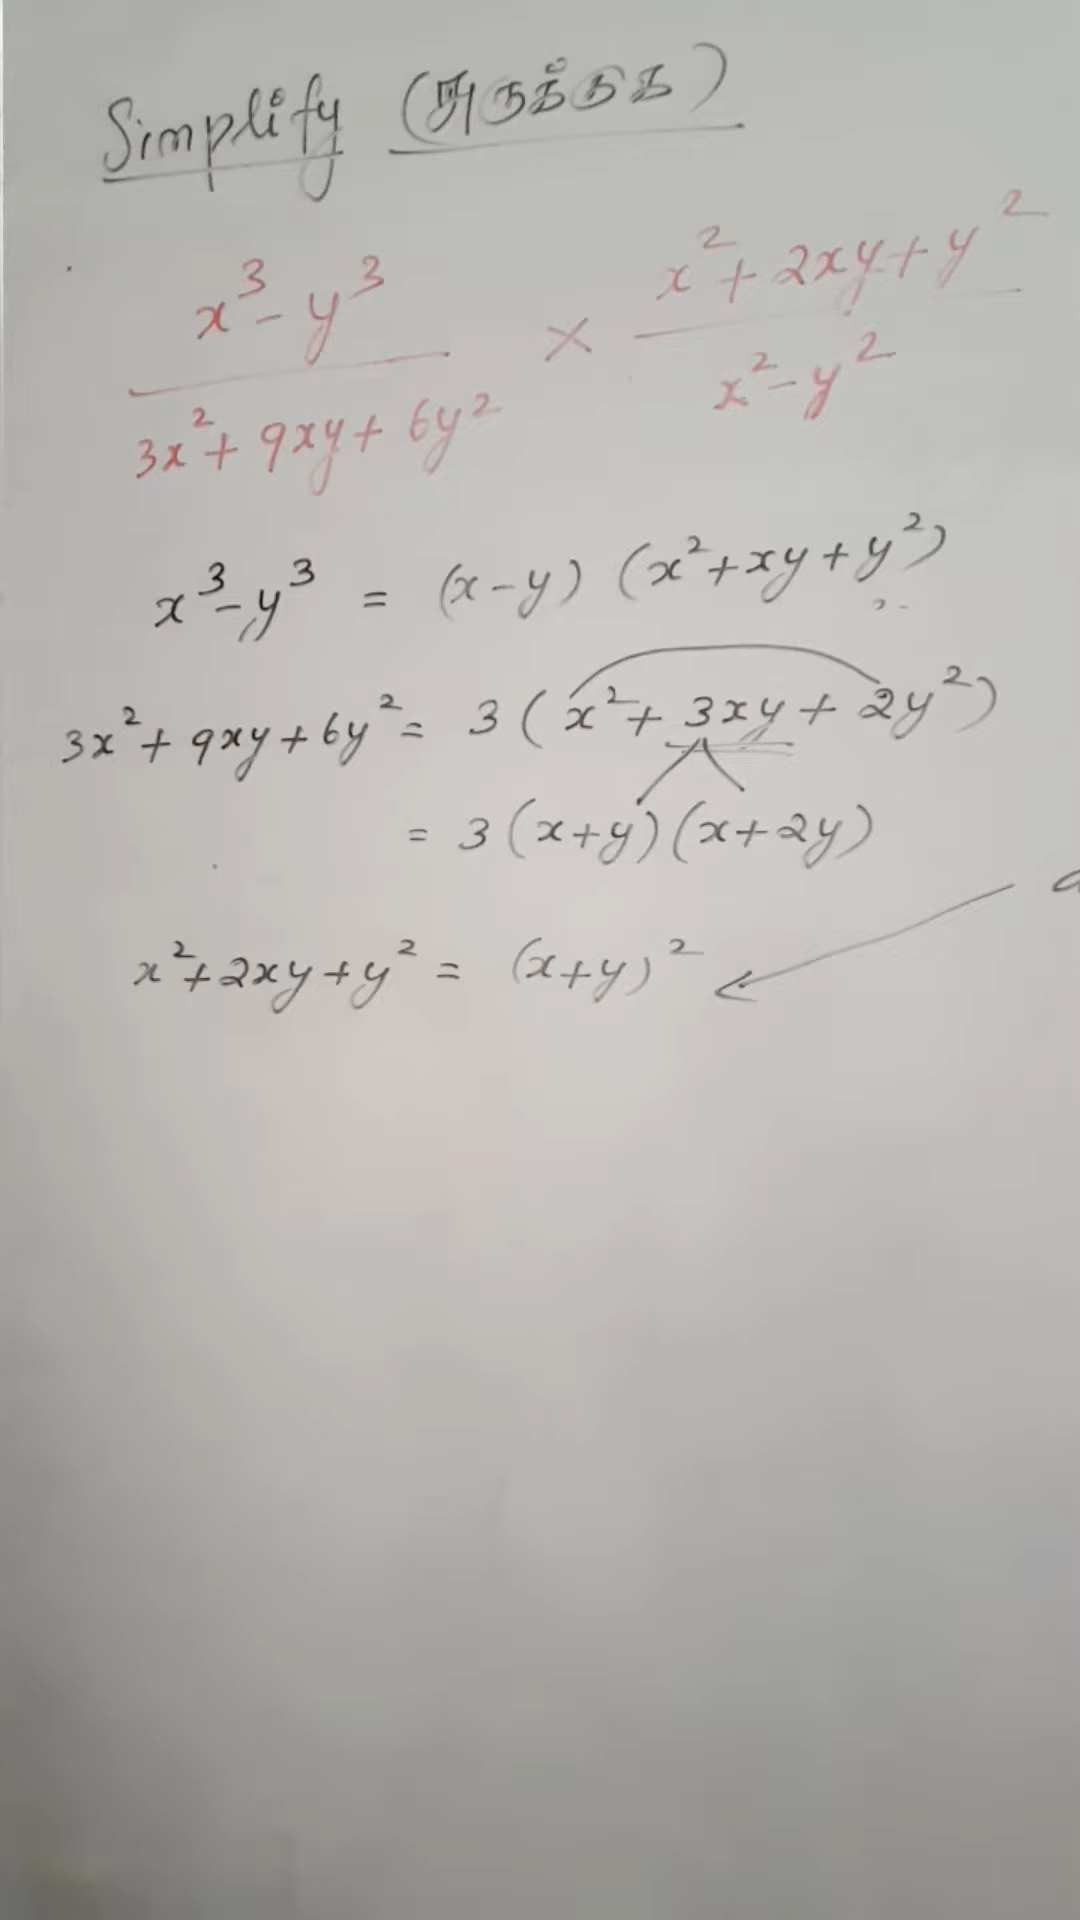 Simplify (சுருக்குக)
x³-y³ / 3x²+9xy+6y² × x²+2xy+y² / x²-y²
x³-y³ = (x-y) (x²+xy+y²)
3x²+9xy+6y² = 3(x²+3xy+2y²)
= 3(x+y)(x+2y)
x²+2xy+y² = (x+y)²